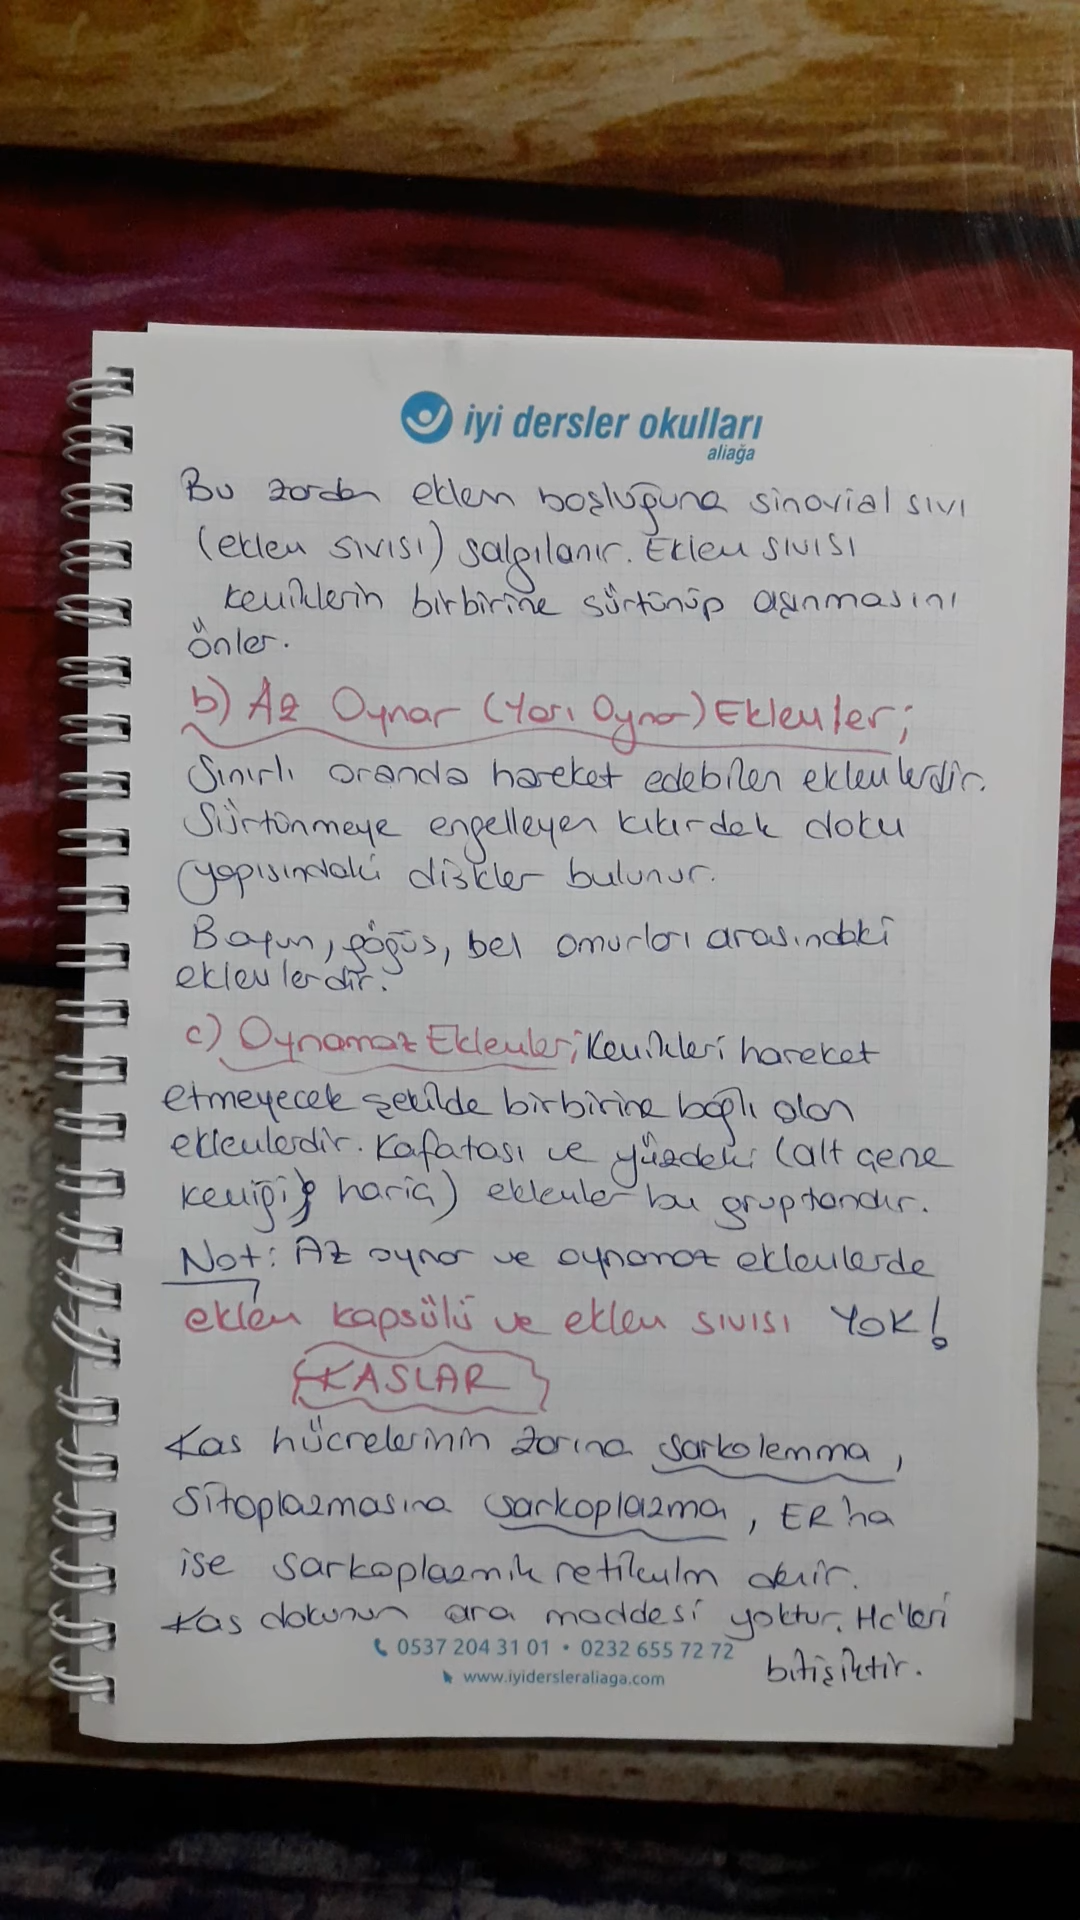 iyi dersler okulları
aliağa
Bu zardan eklem boşluğuna sinovial sıvı
(eklem sıvısı) salgılanır. Eklem sıvısı
kemiklerin birbirine sürtünüp aşınmasını
önler.
b) Az Oynar (Yarı Oynar) Eklemler;
Sınırlı oranda hareket edebilen eklemlerdir.
Sürtünmeye engelleyen kıkırdak doku
yapısındaki diskler bulunur.
Boyun, göğüs, bel omurları arasındaki
eklemlerdir.
c) Oynamaz Eklemler; Kemikleri hareket
etmeyecek şekilde birbirine bağlı olan
eklemlerdir. Kafatası ve yüzdeki (alt çene
kemiği hariç) eklemler bu gruptandır.
Not: Az oynar ve oynamaz eklemlerde
eklem kapsülü ve eklem sıvısı YOK!
KASLAR
Kas hücrelerinin zarına sarkolemma,
Sitoplazmasına sarkoplazma, ER'na
ise sarkoplazmik retikulm denir.
Kas dokunun ara maddesi yoktur. Hc'leri
bitişiktir.
0537 204 31 01 • 0232 655 72 72
www.iyidersleraliaga.com